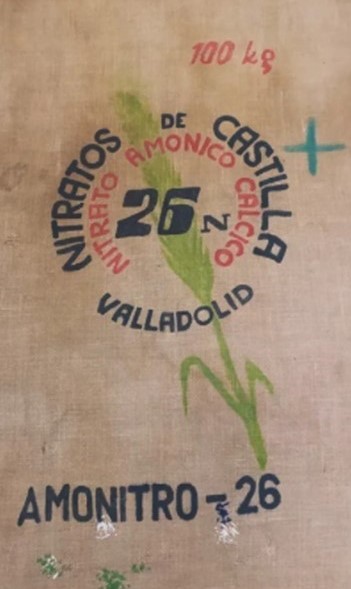 100 kg
NITRATOS DE CASTILLA
NITRATO AMONICO CALCICO
26 N
VALLADOLID
AMONITRO - 26